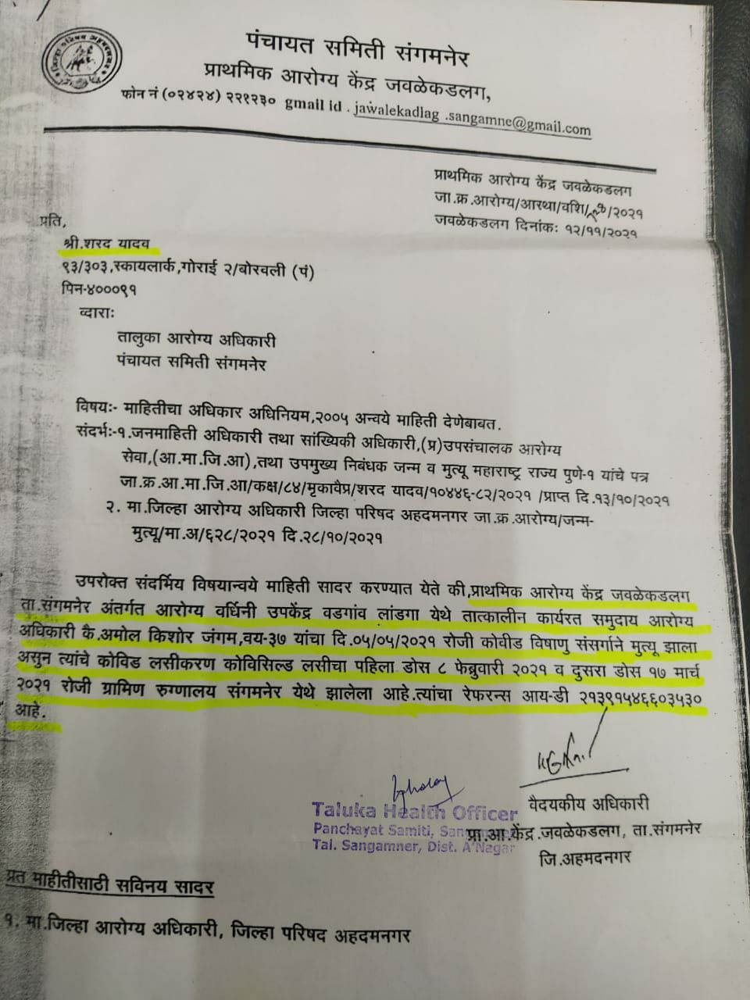 पंचायत समिती संगमनेर
प्राथमिक आरोग्य केंद्र जवळेकडलग,
फोन नं (०२४२४) २२१२३० gmail id . jawalekadlag .sangamne@gmail.com
प्राथमिक आरोग्य केंद्र जवळेकडलग
जा.क्र.आरोग्य/आस्था/वशि/ /२०२१
जवळेकडलग दिनांकः १२/११/२०२१
प्रति,
श्री.शरद यादव
९३/३०३,स्कायलार्क,गोराई २/बोरवली (पं)
पिन-४०००९१
व्दाराः
तालुका आरोग्य अधिकारी
पंचायत समिती संगमनेर
विषयः- माहितीचा अधिकार अधिनियम,२००५ अन्वये माहिती देणेबाबत.
संदर्भः-१.जनमाहिती अधिकारी तथा सांख्यिकी अधिकारी,(प्र)उपसंचालक आरोग्य
सेवा,(आ.मा.जि.आ),तथा उपमुख्य निबंधक जन्म व मुत्यू महाराष्ट्र राज्य पुणे-१ यांचे पत्र
जा.क्र.आ.मा.जि.आ/कक्ष/८४/मृकावैप्र/शरद यादव/१०४४६-८२/२०२१ /प्राप्त दि.१३/१०/२०२१
२. मा.जिल्हा आरोग्य अधिकारी जिल्हा परिषद अहदमनगर जा.क्र.आरोग्य/जन्म-
मुत्यू/मा.अ/६२८/२०२१ दि.२८/१०/२०२१
उपरोक्त संदर्भिय विषयान्वये माहिती सादर करण्यात येते की,प्राथमिक आरोग्य केंद्र जवळेकडलग
ता.संगमनेर अंतर्गत आरोग्य वर्धिनी उपकेंद्र वडगांव लांडगा येथे तात्कालीन कार्यरत समुदाय आरोग्य
अधिकारी कै.अमोल किशोर जंगम,वय-३७ यांचा दि.०५/०५/२०२१ रोजी कोवीड विषाणु संसर्गाने मुत्यू झाला
असुन त्यांचे कोविड लसीकरण कोविसिल्ड लसीचा पहिला डोस ८ फेब्रुवारी २०२१ व दुसरा डोस १७ मार्च
२०२१ रोजी ग्रामिण रुग्णालय संगमनेर येथे झालेला आहे.त्यांचा रेफरन्स आय-डी २१३९१५४६६०३५३०
आहे.
Taluka Health Officer
Panchayat Samiti,
Tal. Sangamner, Dist. A'Nagar
वैदयकीय अधिकारी
प्रा.आ.केंद्र.जवळेकडलग, ता.संगमनेर
जि.अहमदनगर
प्रत माहीतीसाठी सविनय सादर
१. मा.जिल्हा आरोग्य अधिकारी, जिल्हा परिषद अहदमनगर